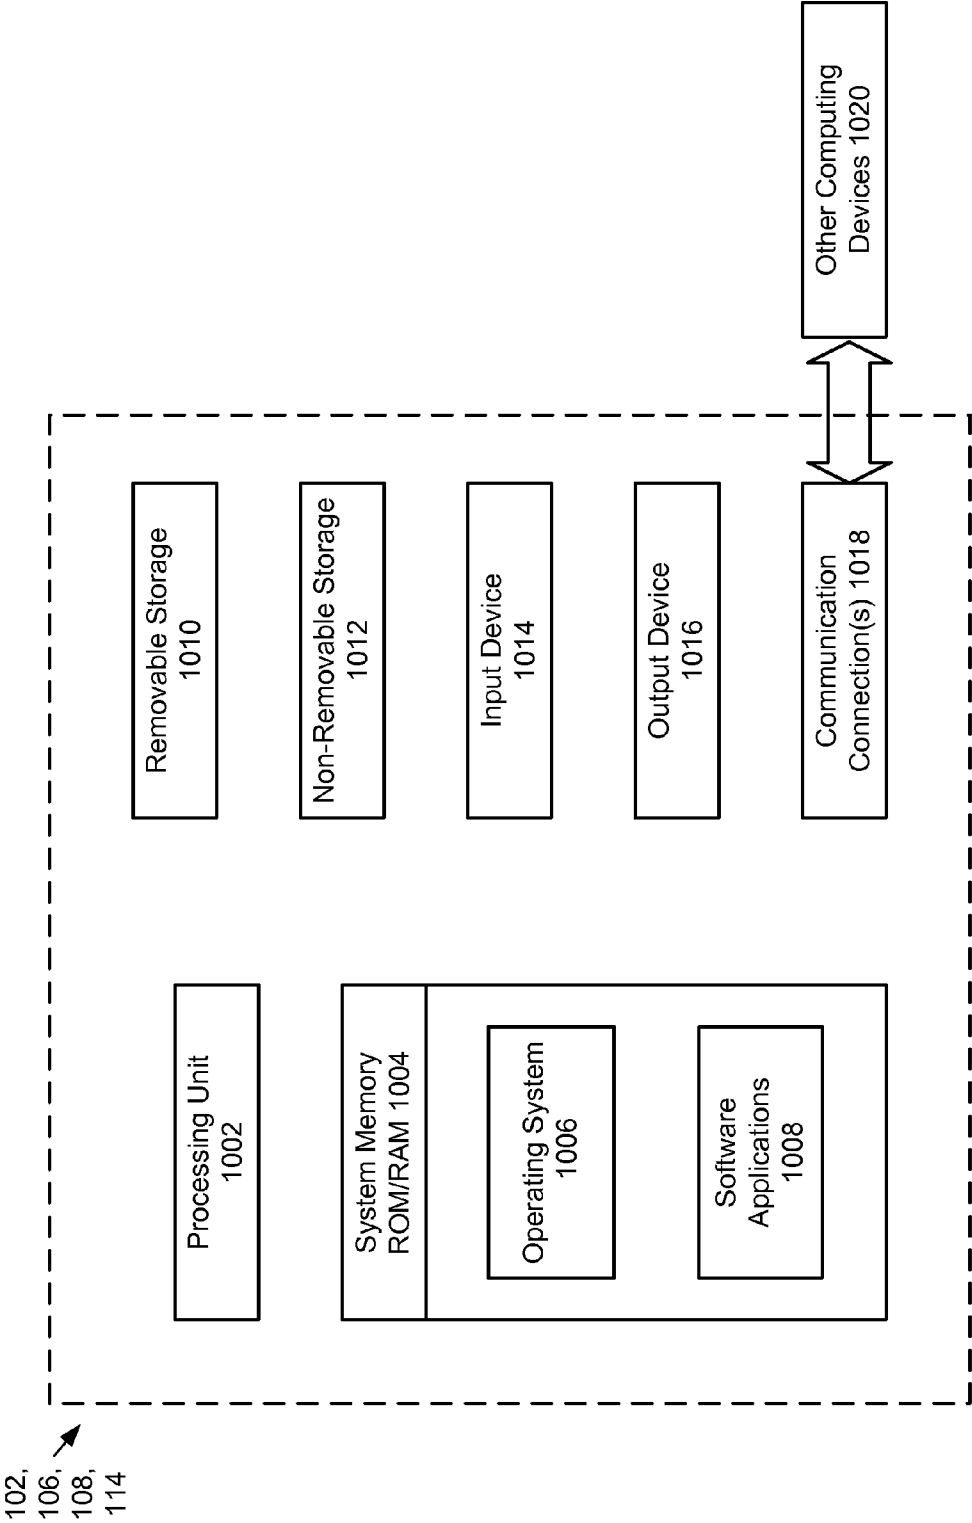 102,
106,
108,
114
Processing Unit
1002
System Memory
ROM/RAM 1004
Operating System
1006
Software
Applications
1008
Removable Storage
1010
Non-Removable Storage
1012
Input Device
1014
Output Device
1016
Communication
Connection(s) 1018
Other Computing
Devices 1020